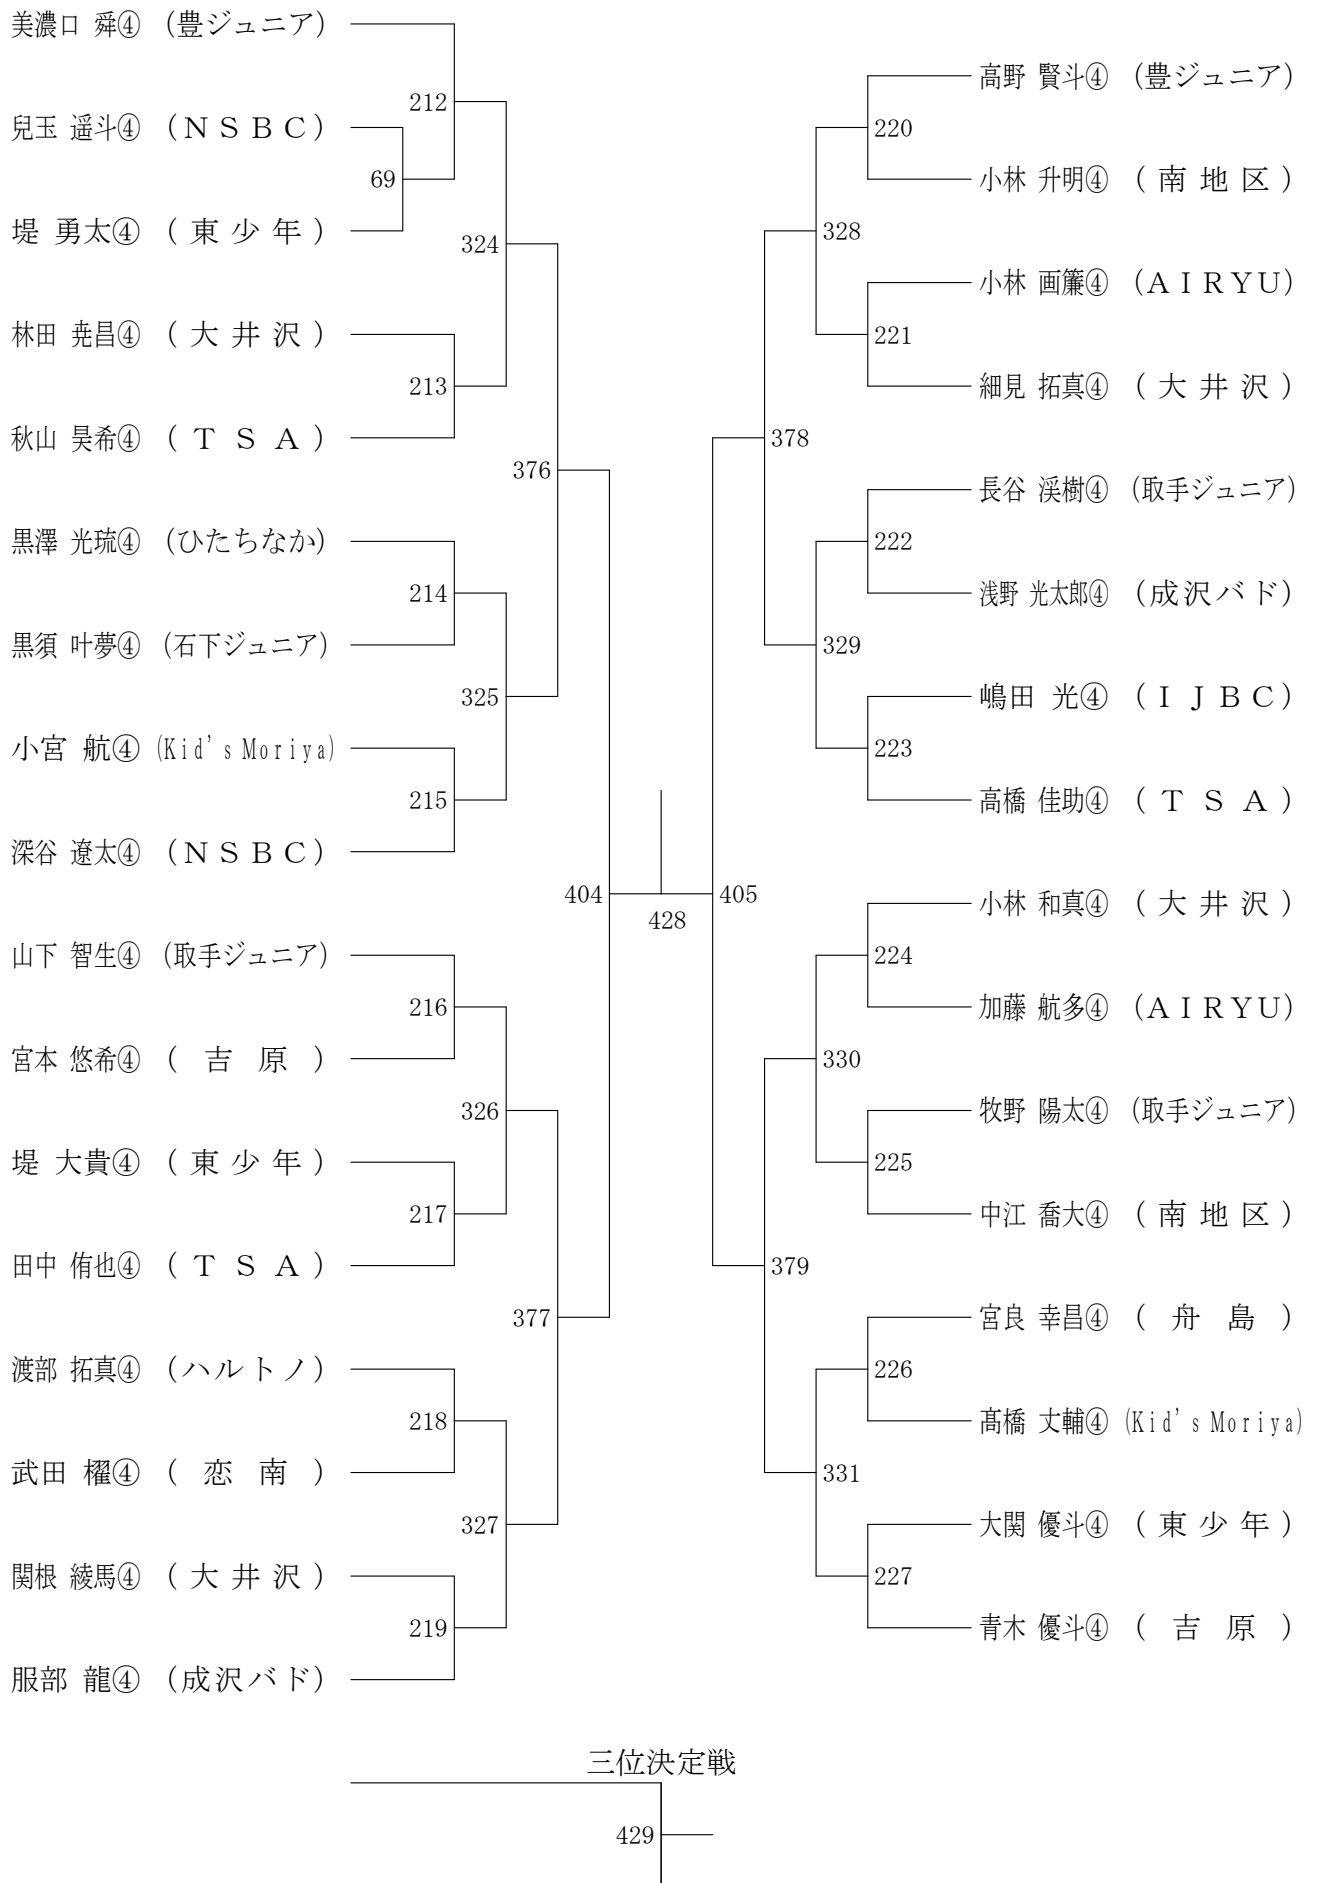 美濃口 舜④ (豊ジュニア)
212
兒玉 遥斗④ (ＮＳＢＣ)
69
堤 勇太④ (東少年)
324
林田 尭昌④ (大井沢)
213
秋山 昊希④ (ＴＳＡ)
376
黒澤 光琉④ (ひたちなか)
214
黒須 叶夢④ (石下ジュニア)
325
小宮 航④ (Kid's Moriya)
215
深谷 遼太④ (ＮＳＢＣ)
404
山下 智生④ (取手ジュニア)
216
宮本 悠希④ (吉原)
326
堤 大貴④ (東少年)
217
田中 侑也④ (ＴＳＡ)
377
渡部 拓真④ (ハルトノ)
218
武田 櫂④ (恋南)
327
関根 綾馬④ (大井沢)
219
服部 龍④ (成沢バド)
428
高野 賢斗④ (豊ジュニア)
220
小林 升明④ (南地区)
328
小林 画簾④ (ＡＩＲＹＵ)
221
細見 拓真④ (大井沢)
378
長谷 渓樹④ (取手ジュニア)
222
浅野 光太郎④ (成沢バド)
329
嶋田 光④ (ＩＪＢＣ)
223
高橋 佳助④ (ＴＳＡ)
405
小林 和真④ (大井沢)
224
加藤 航多④ (ＡＩＲＹＵ)
330
牧野 陽太④ (取手ジュニア)
225
中江 喬大④ (南地区)
379
宮良 幸昌④ (舟島)
226
髙橋 丈輔④ (Kid's Moriya)
331
大関 優斗④ (東少年)
227
青木 優斗④ (吉原)
三位決定戦
429